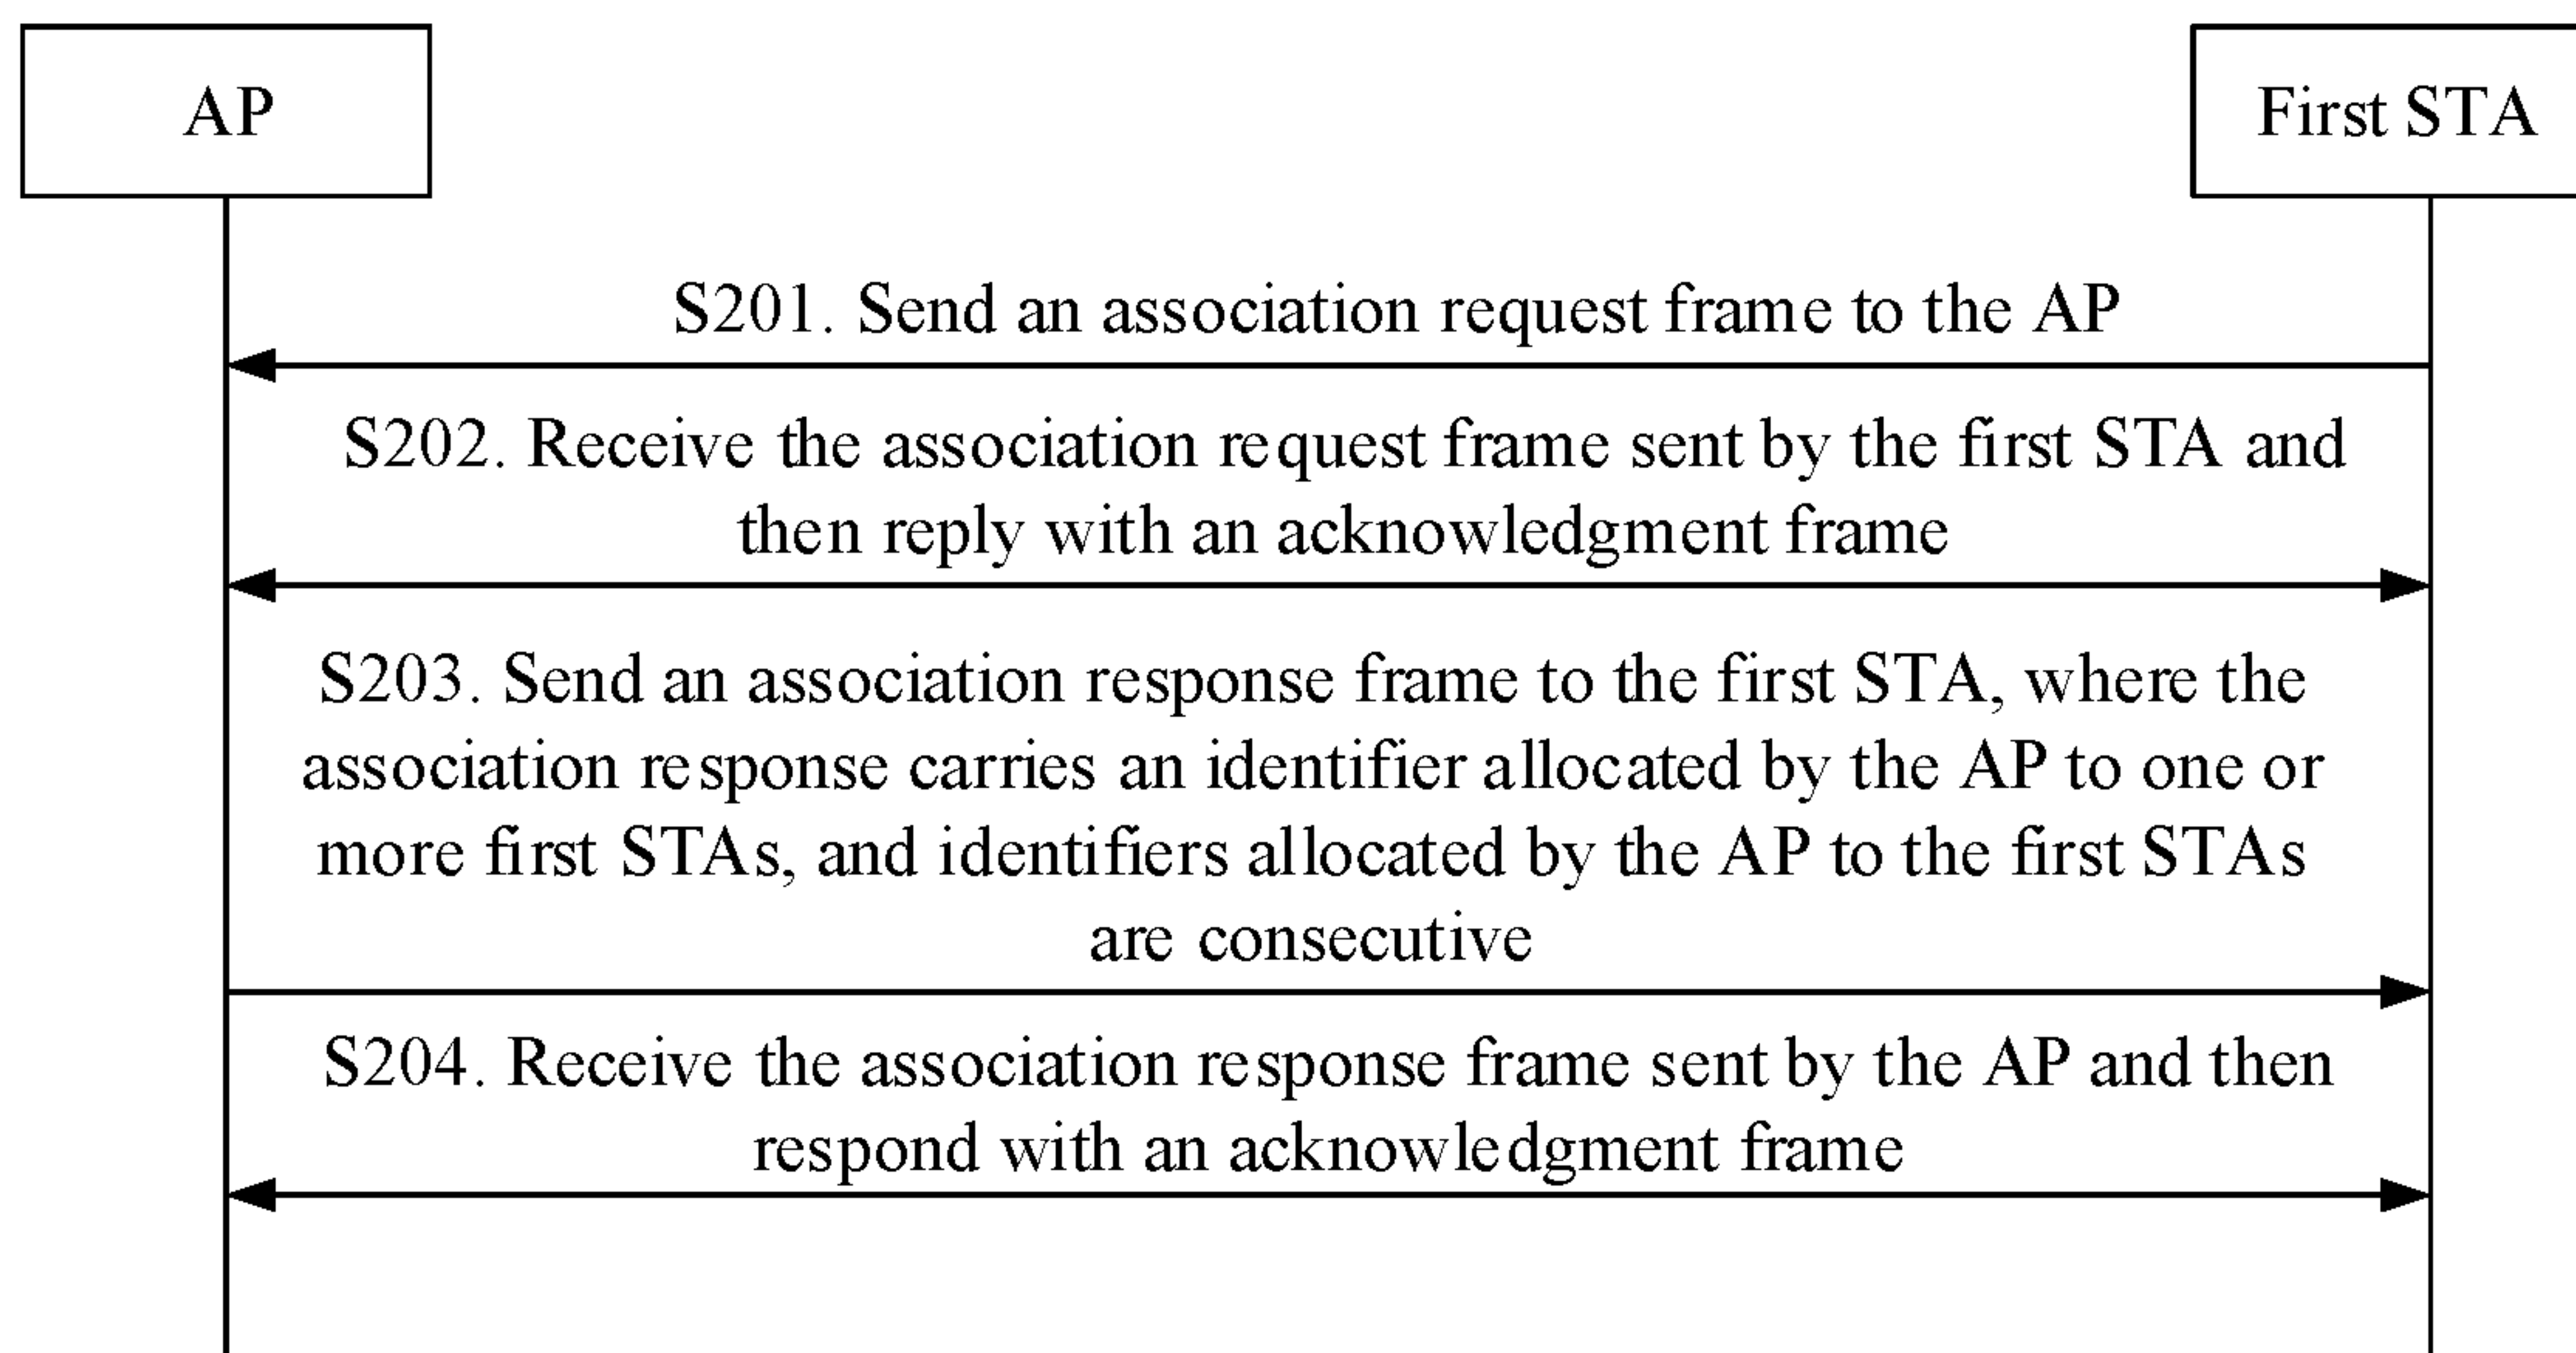 AP
First STA
S201. Send an association request frame to the AP
S202. Receive the association request frame sent by the first STA and
then reply with an acknowledgment frame
S203. Send an association response frame to the first STA, where the
association response carries an identifier allocated by the AP to one or
more first STAs, and identifiers allocated by the AP to the first STAs
are consecutive
S204. Receive the association response frame sent by the AP and then
respond with an acknowledgment frame